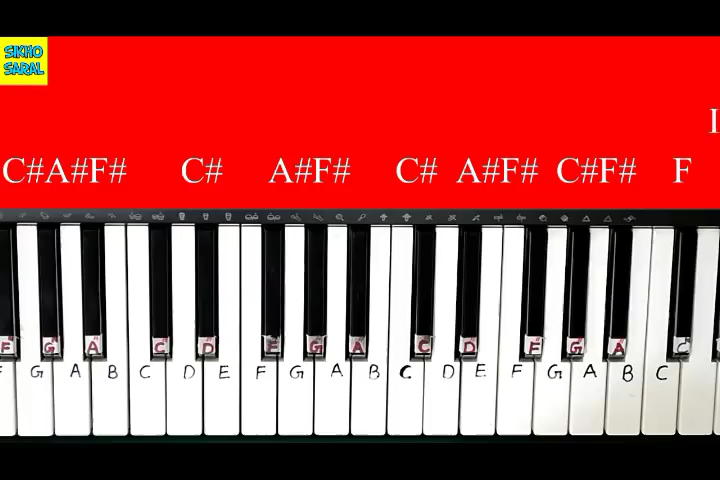 SIKHO
SARAL
C#A#F# C# A#F# C# A#F# C#F# F
F G A C D E G A C D F G A C
G A B C D E F G A B C D E F G A B C